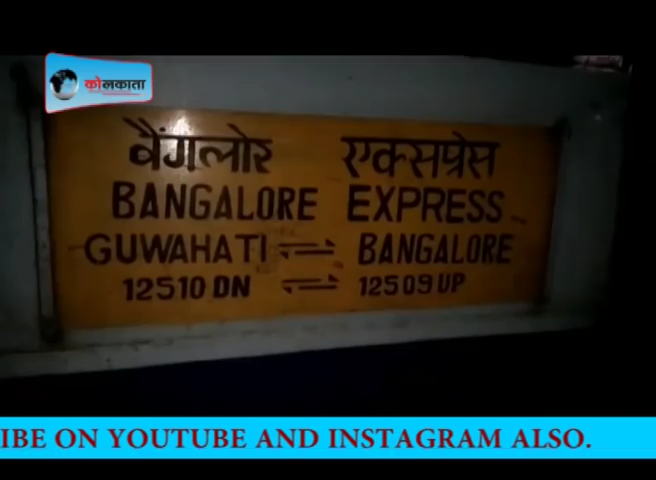 कोलकाता
बैंगलोर एक्सप्रेस
BANGALORE EXPRESS
GUWAHATI ⇌ BANGALORE
12510 DN ⇌ 12509 UP
IBE ON YOUTUBE AND INSTAGRAM ALSO.